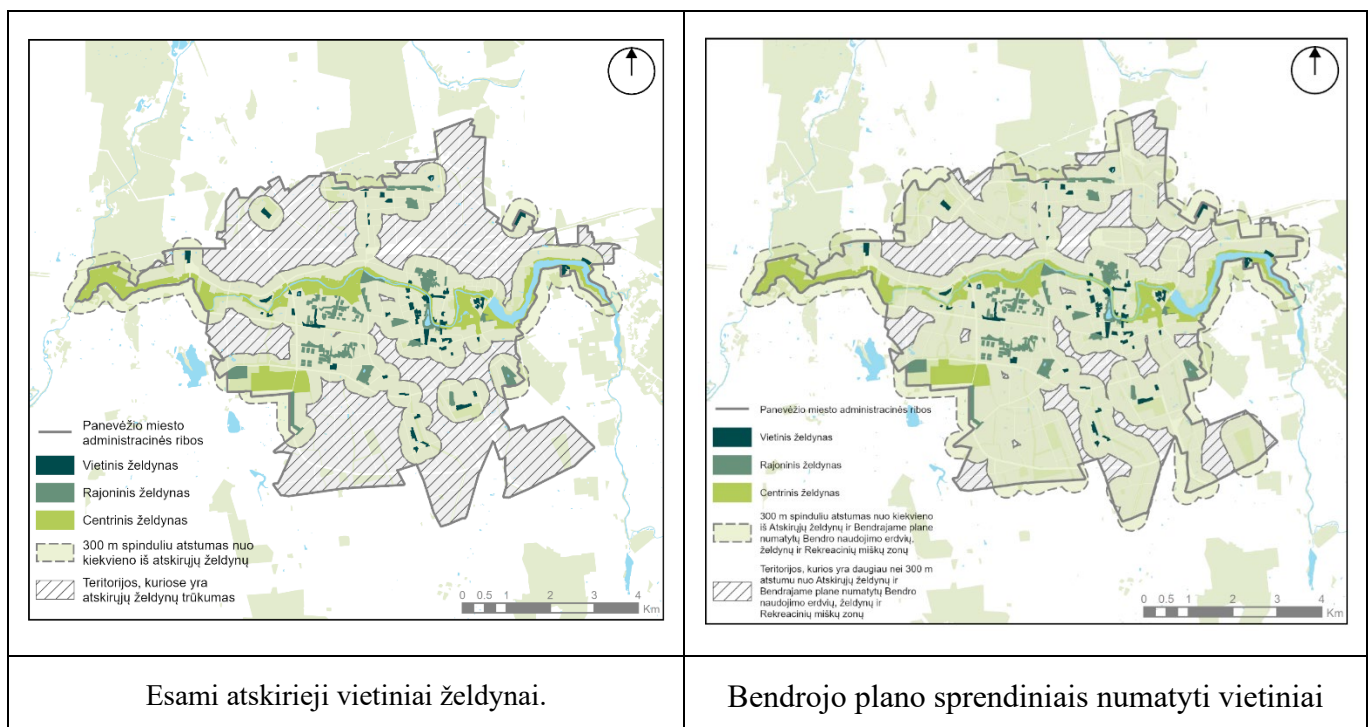 Panevėžio miesto
administracinės ribos
Vietinis želdynas
Rajoninis želdynas
Centrinis želdynas
300 m spinduliu atstumas nuo
kiekvieno iš atskirųjų želdynų
Teritorijos, kuriose yra
atskirųjų želdynų trūkumas
0 0.5 1 2 3 4
Km
Panevėžio miesto administracinės ribos
Vietinis želdynas
Rajoninis želdynas
Centrinis želdynas
300 m spinduliu atstumas nuo kiekvieno
iš Atskirųjų želdynų ir Bendrajame plane
numatytų Bendro naudojimo erdvių,
želdynų ir Rekreacinių miškų zonų
Teritorijos, kurios yra daugiau nei 300 m
atstumu nuo Atskirųjų želdynų ir
Bendrajame plane numatytų Bendro
naudojimo erdvių, želdynų ir
Rekreacinių miškų zonų
0 0.5 1 2 3 4
Km
Esami atskirieji vietiniai želdynai.
Bendrojo plano sprendiniais numatyti vietiniai